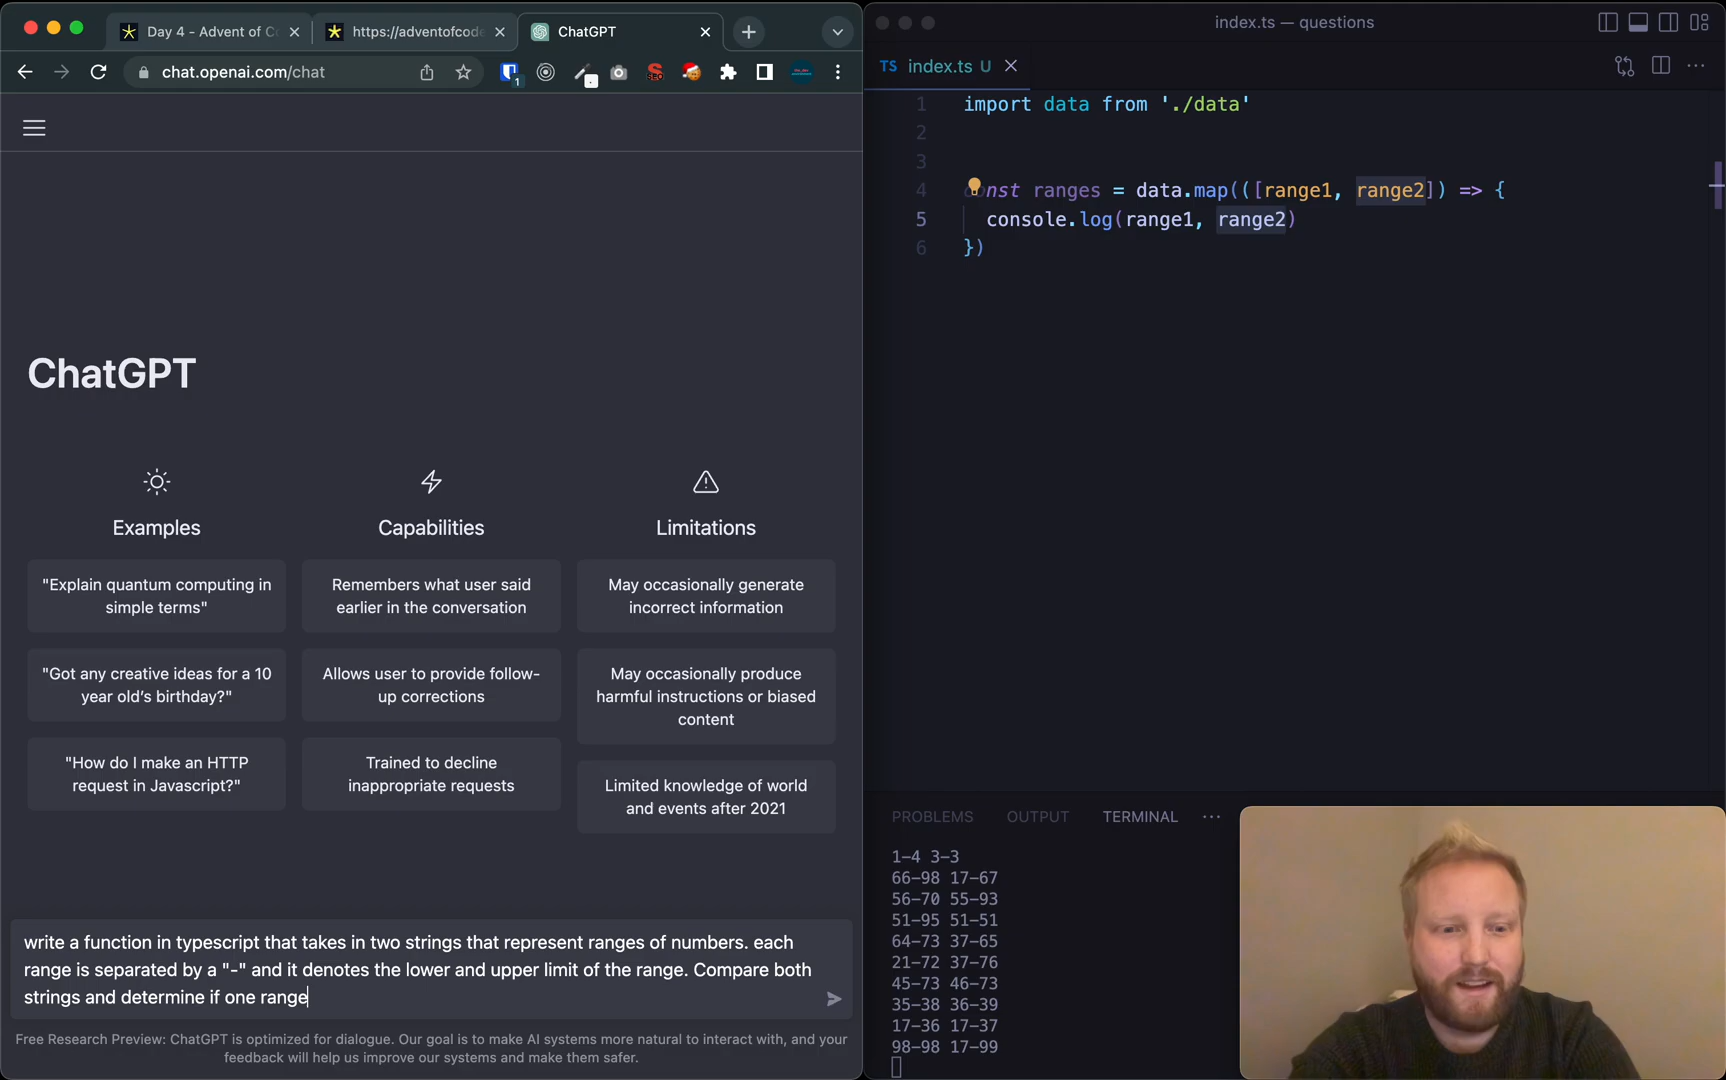 Day 4 - Advent of C
https://adventofcode
ChatGPT
chat.openai.com/chat
1
ChatGPT
Examples
Capabilities
Limitations
"Explain quantum computing in
simple terms"
Remembers what user said
earlier in the conversation
May occasionally generate
incorrect information
"Got any creative ideas for a 10
year old's birthday?"
Allows user to provide follow-
up corrections
May occasionally produce
harmful instructions or biased
content
"How do I make an HTTP
request in Javascript?"
Trained to decline
inappropriate requests
Limited knowledge of world
and events after 2021
write a function in typescript that takes in two strings that represent ranges of numbers. each
range is separated by a "-" and it denotes the lower and upper limit of the range. Compare both
strings and determine if one range
Free Research Preview: ChatGPT is optimized for dialogue. Our goal is to make AI systems more natural to interact with, and your
feedback will help us improve our systems and make them safer.
index.ts — questions
TS index.ts U
1 import data from './data'
2
3
4 const ranges = data.map(([range1, range2]) => {
5 console.log(range1, range2)
6 })
PROBLEMS OUTPUT TERMINAL
1-4 3-3
66-98 17-67
56-70 55-93
51-95 51-51
64-73 37-65
21-72 37-76
45-73 46-73
35-38 36-39
17-36 17-37
98-98 17-99